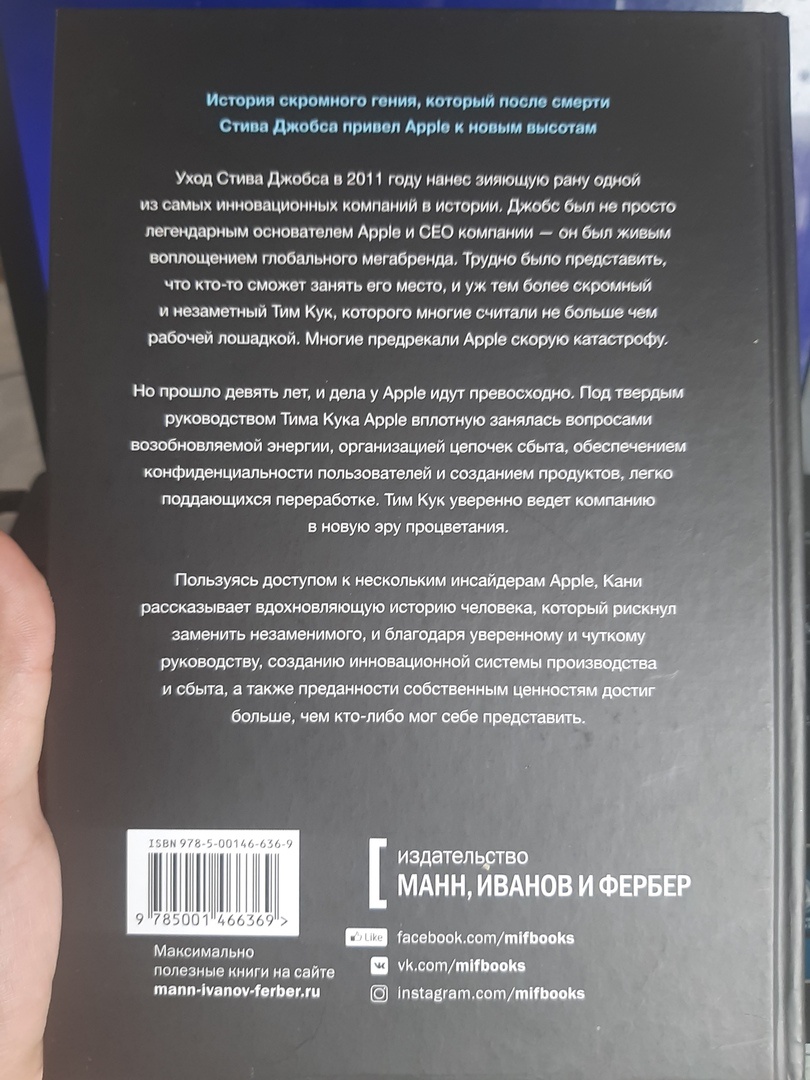 История скромного гения, который после смерти
Стива Джобса привел Apple к новым высотам
Уход Стива Джобса в 2011 году нанес зияющую рану одной
из самых инновационных компаний в истории. Джобс был не просто
легендарным основателем Apple и CEO компании — он был живым
воплощением глобального мегабренда. Трудно было представить,
что кто-то сможет занять его место, и уж тем более скромный
и незаметный Тим Кук, которого многие считали не больше чем
рабочей лошадкой. Многие предрекали Apple скорую катастрофу.
Но прошло девять лет, и дела у Apple идут превосходно. Под твердым
руководством Тима Кука Apple вплотную занялась вопросами
возобновляемой энергии, организацией цепочек сбыта, обеспечением
конфиденциальности пользователей и созданием продуктов, легко
поддающихся переработке. Тим Кук уверенно ведет компанию
в новую эру процветания.
Пользуясь доступом к нескольким инсайдерам Apple, Кани
рассказывает вдохновляющую историю человека, который рискнул
заменить незаменимого, и благодаря уверенному и чуткому
руководству, созданию инновационной системы производства
и сбыта, а также преданности собственным ценностям достиг
больше, чем кто-либо мог себе представить.
ISBN 978-5-00146-636-9
9 785001 466369 >
Максимально
полезные книги на сайте
mann-ivanov-ferber.ru
издательство
МАНН, ИВАНОВ И ФЕРБЕР
Like facebook.com/mifbooks
vk.com/mifbooks
instagram.com/mifbooks